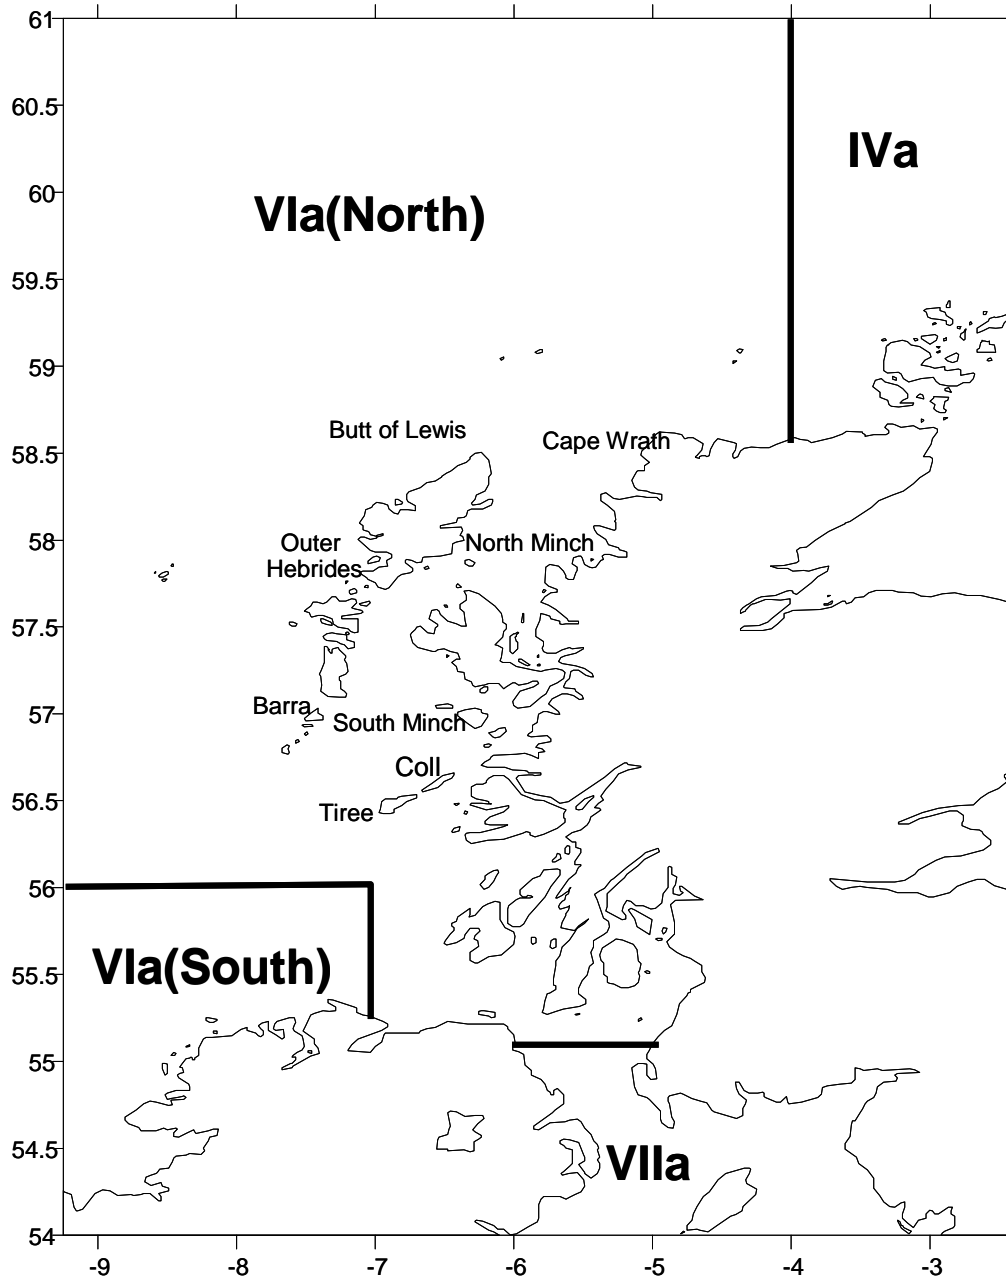 61
60.5
IVa
60
VIa(North)
59.5
59
Butt of Lewis
Cape Wrath
58.5
58
Outer
Hebrides
North Minch
57.5
Barra
57
South Minch
Coll
56.5
Tiree
56
VIa(South)
55.5
55
54.5
VIIa
54
-9 -8 -7 -6 -5 -4 -3